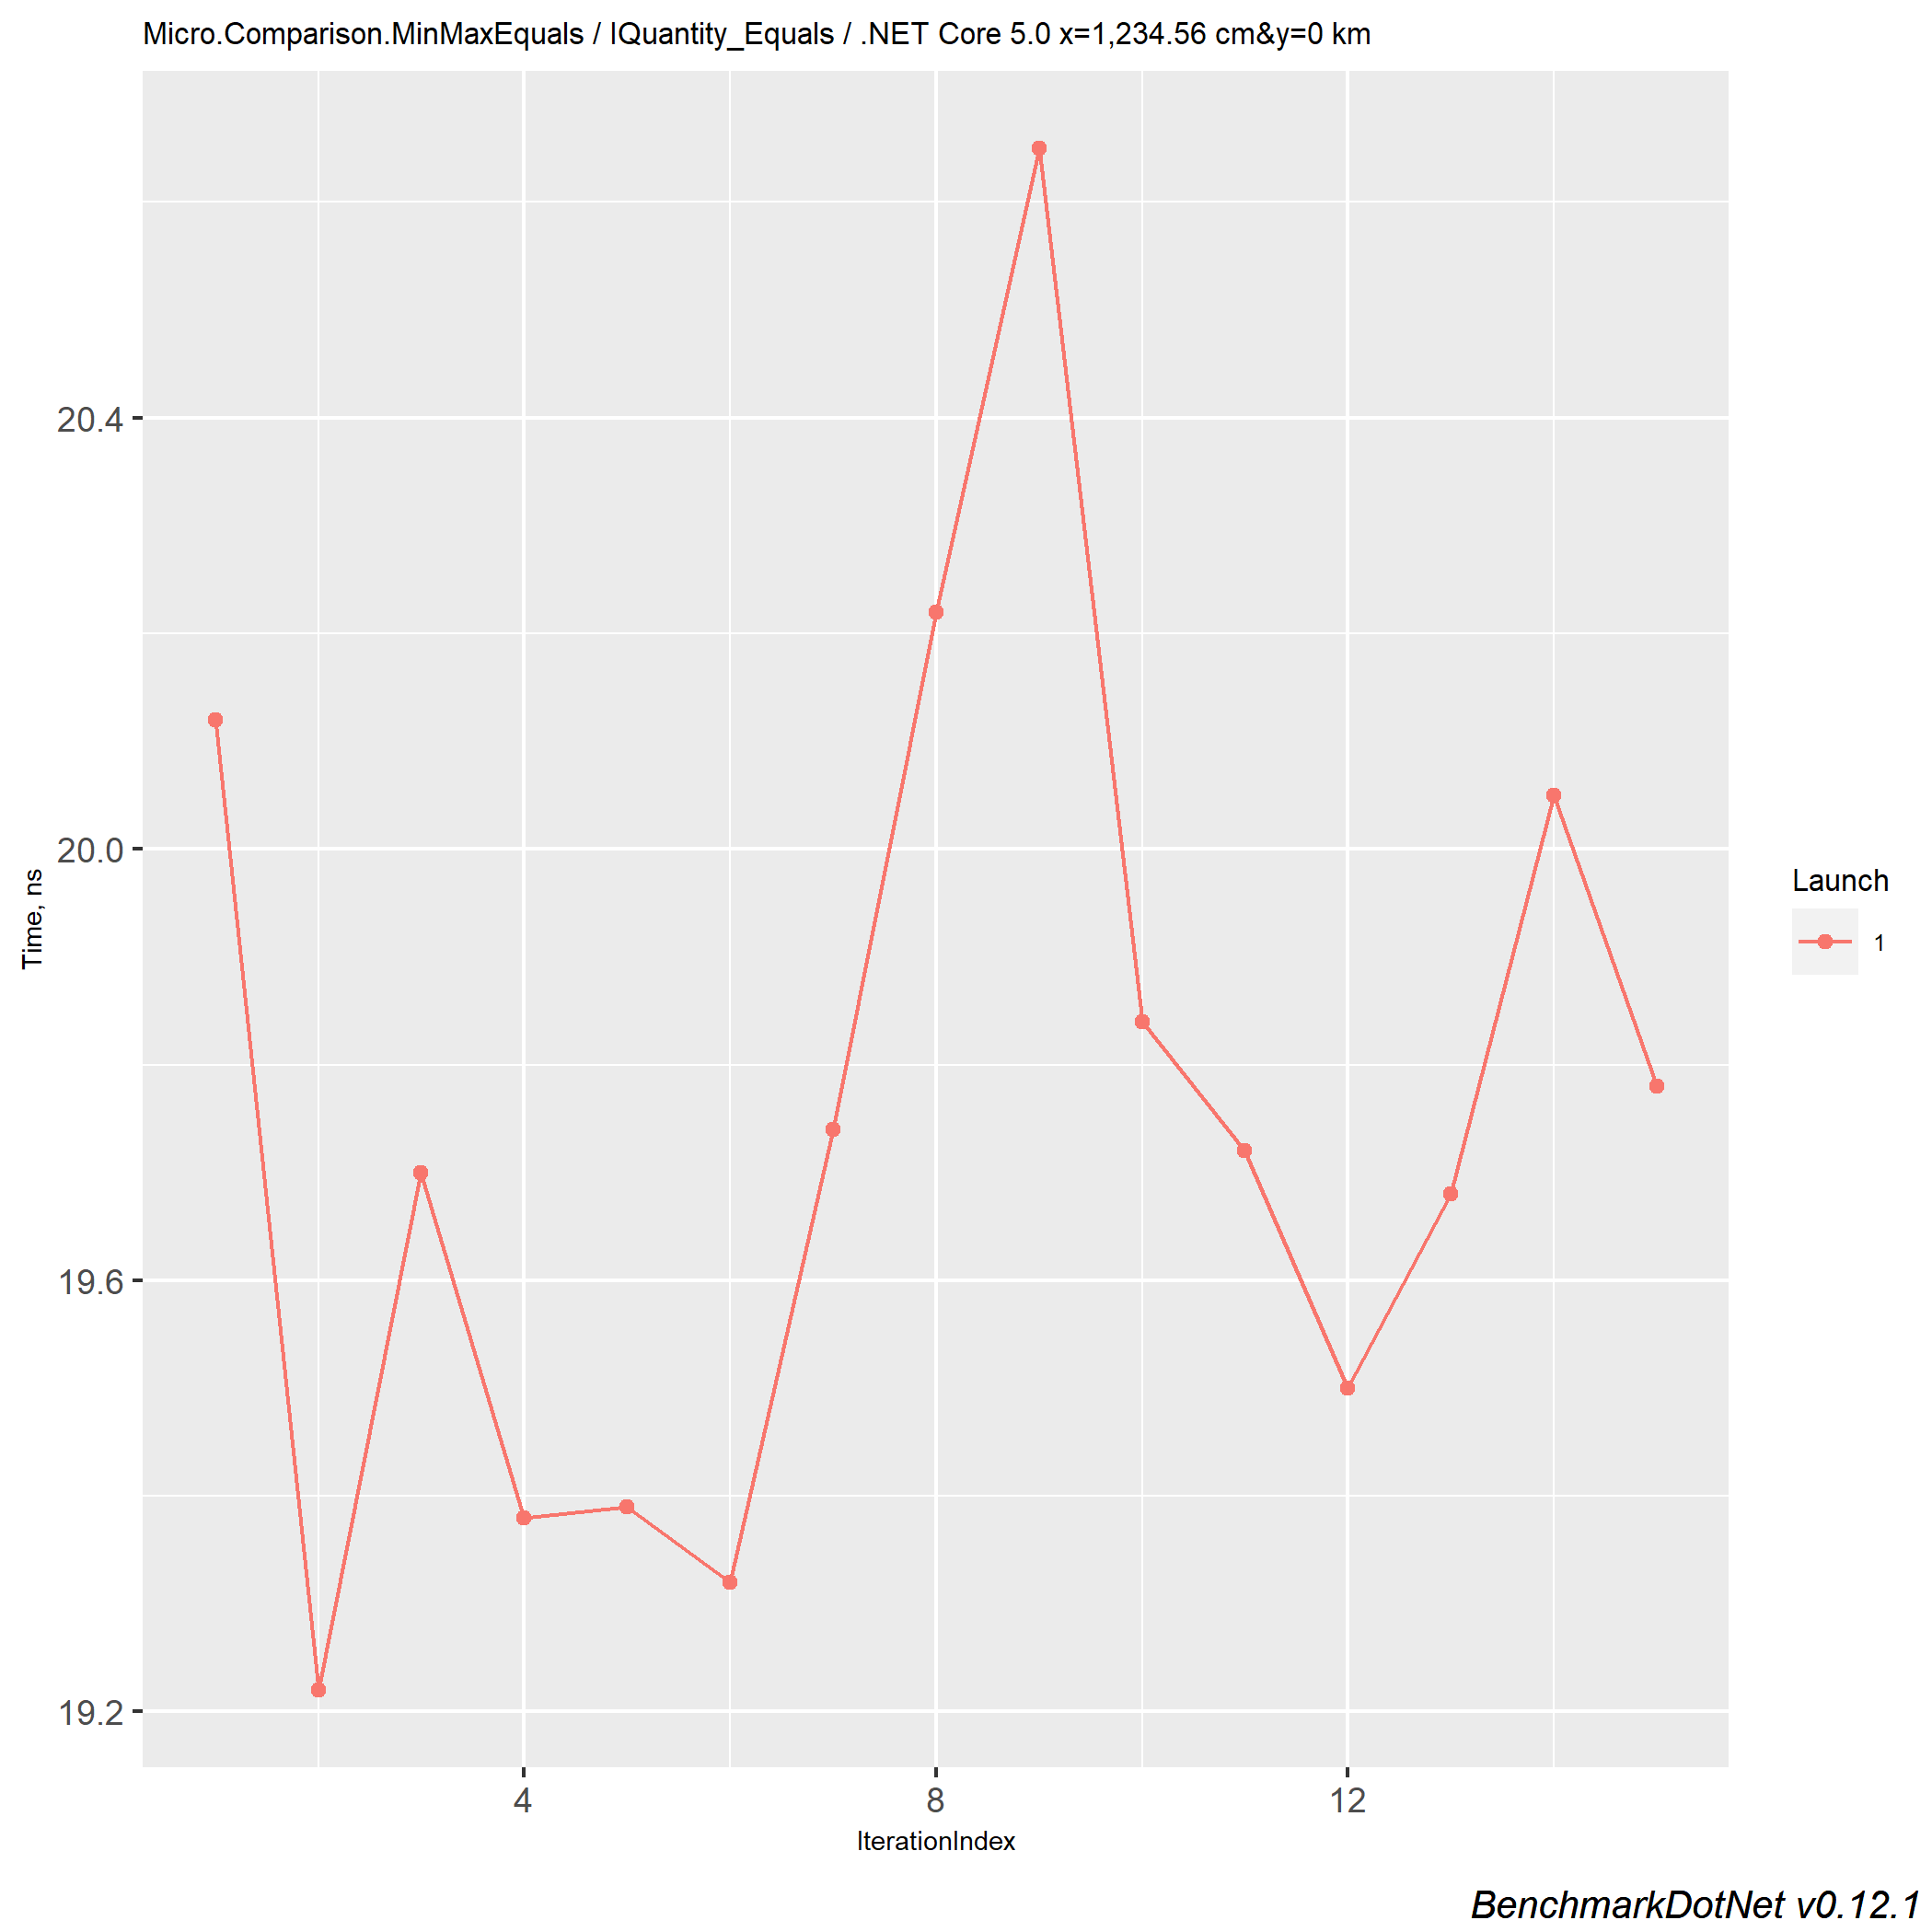 Micro.Comparison.MinMaxEquals / IQuantity_Equals / .NET Core 5.0 x=1,234.56 cm&y=0 km
20.4
20.0
19.6
19.2
Time, ns
4 8 12
IterationIndex
Launch
1
BenchmarkDotNet v0.12.1